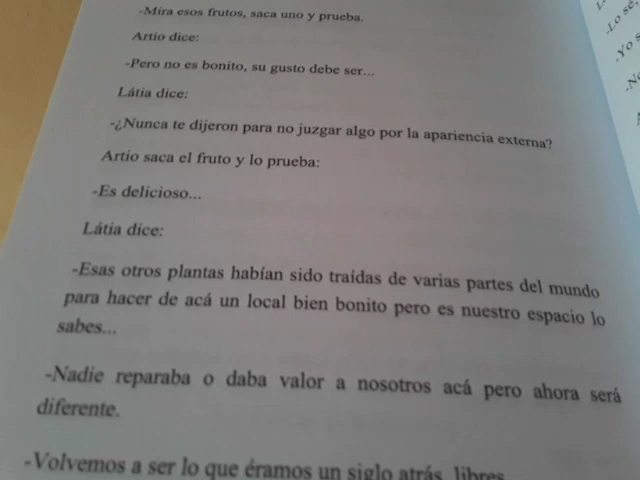 -Mira esos frutos, saca uno y prueba.
Artio dice:
-Pero no es bonito, su gusto debe ser...
Látia dice:
-¿Nunca te dijeron para no juzgar algo por la apariencia externa?
Artio saca el fruto y lo prueba:
-Es delicioso...
Látia dice:
-Esas otros plantas habían sido traídas de varias partes del mundo
para hacer de acá un local bien bonito pero es nuestro espacio lo
sabes...
-Nadie reparaba o daba valor a nosotros acá pero ahora será
diferente.
-Volvemos a ser lo que éramos un siglo atrás, libres
-Lo sé,
-Yo